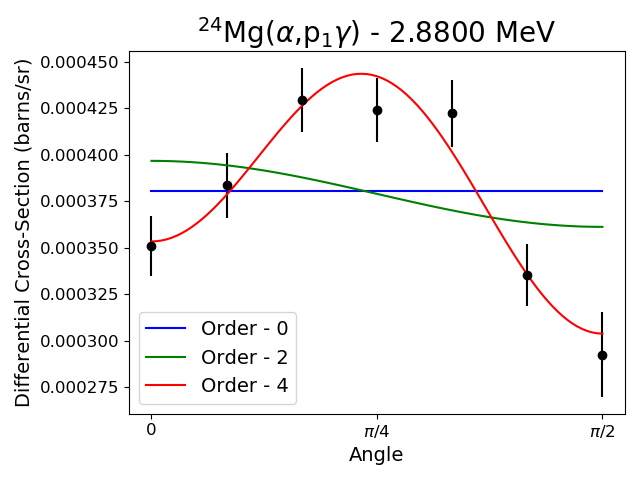 ²⁴Mg(α,p₁γ) - 2.8800 MeV
Differential Cross-Section (barns/sr)
0.000450
0.000425
0.000400
0.000375
0.000350
0.000325
0.000300
0.000275
Order - 0
Order - 2
Order - 4
0 π/4 π/2
Angle